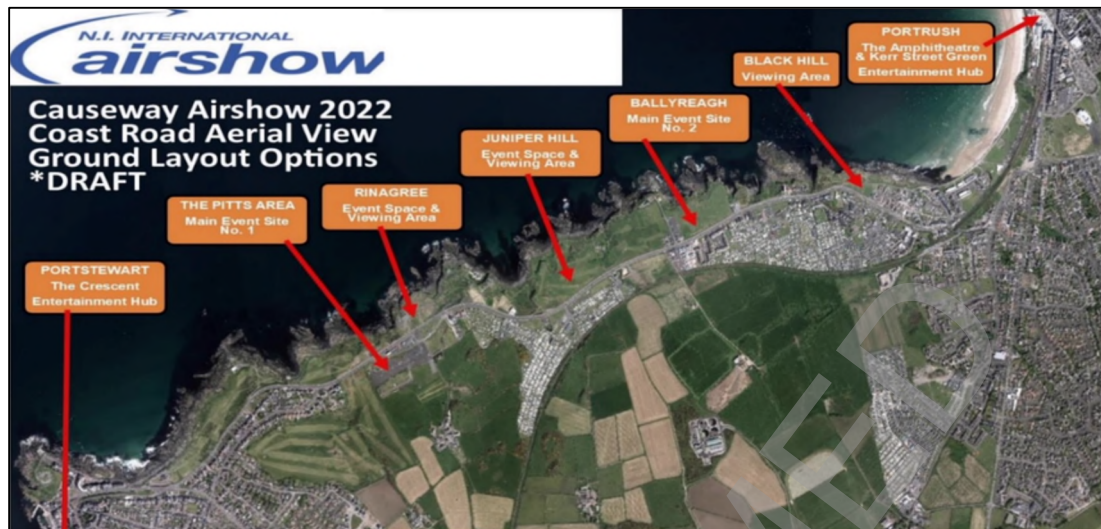 N.I. INTERNATIONAL
airshow
Causeway Airshow 2022
Coast Road Aerial View
Ground Layout Options
*DRAFT
PORTSTEWART
The Crescent
Entertainment Hub
THE PITTS AREA
Main Event Site
No. 1
RINAGREE
Event Space &
Viewing Area
JUNIPER HILL
Event Space &
Viewing Area
BALLYREAGH
Main Event Site
No. 2
BLACK HILL
Viewing Area
PORTRUSH
The Amphitheatre
& Kerr Street Green
Entertainment Hub